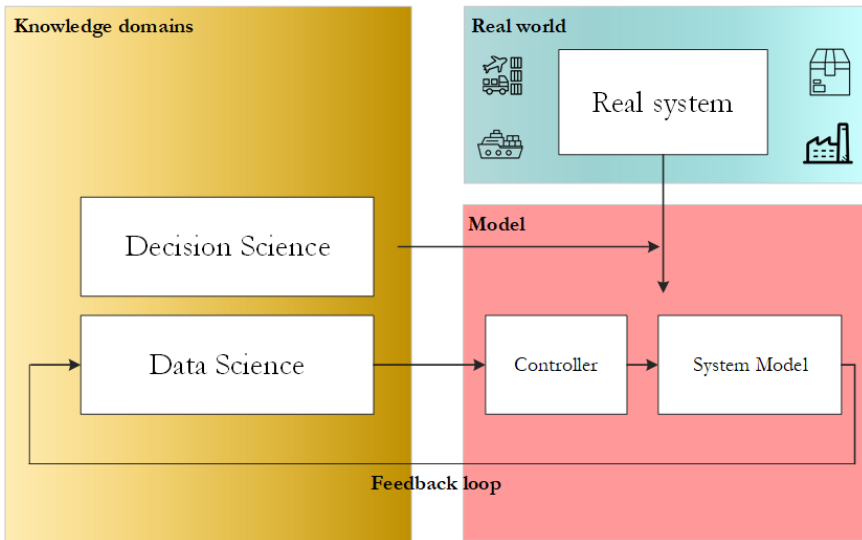 Knowledge domains
Real world
Real system
Decision Science
Model
Data Science
Controller
System Model
Feedback loop